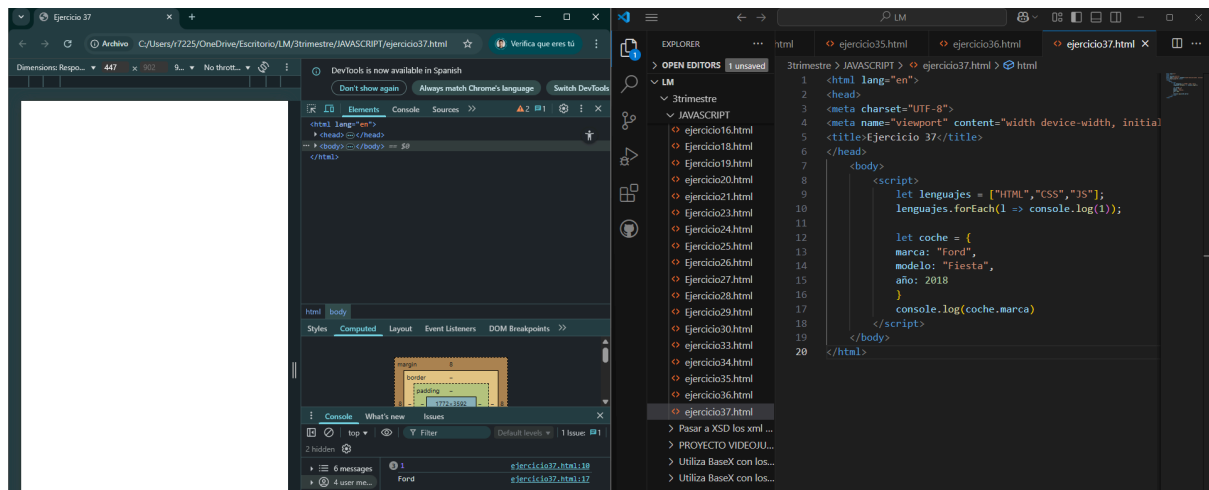 Ejercicio 37
Archivo C:/Users/r7225/OneDrive/Escritorio/LM/3trimestre/JAVASCRIPT/ejercicio37.html
Verifica que eres tú
Dimensions: Respo... 447 x 902 9... No thrott...
DevTools is now available in Spanish
Don't show again Always match Chrome's language Switch DevTools
Elements Console Sources 2 1
<html lang="en">
<head> </head>
<body> </body> == $0
</html>
html body
Styles Computed Layout Event Listeners DOM Breakpoints
margin 8
border -
padding -
8 - - 1772×3592 - - 8
Console What's new Issues
top Filter Default levels 1 Issue: 1
2 hidden
6 messages
4 user me...
3 1 ejercicio37.html:10
Ford ejercicio37.html:17
LM
EXPLORER
OPEN EDITORS 1 unsaved
LM
3trimestre
JAVASCRIPT
ejercicio16.html
Ejercicio18.html
Ejercicio19.html
ejercicio20.html
ejercicio21.html
Ejercicio23.html
Ejercicio24.html
Ejercicio25.html
Ejercicio26.html
Ejercicio27.html
Ejercicio28.html
Ejercicio29.html
Ejercicio30.html
ejercicio33.html
ejercicio34.html
ejercicio35.html
ejercicio36.html
ejercicio37.html
Pasar a XSD los xml ...
PROYECTO VIDEOJU...
Utiliza BaseX con los...
Utiliza BaseX con los...
1
html ejercicio35.html ejercicio36.html ejercicio37.html
3trimestre > JAVASCRIPT > ejercicio37.html > html
1 <html lang="en">
2 <head>
3 <meta charset="UTF-8">
4 <meta name="viewport" content="width device-width, initial
5 <title>Ejercicio 37</title>
6 </head>
7 <body>
8 <script>
9 let lenguajes = ["HTML","CSS","JS"];
10 lenguajes.forEach(l => console.log(1));
11
12 let coche = {
13 marca: "Ford",
14 modelo: "Fiesta",
15 año: 2018
16 }
17 console.log(coche.marca)
18 </script>
19 </body>
20 </html>